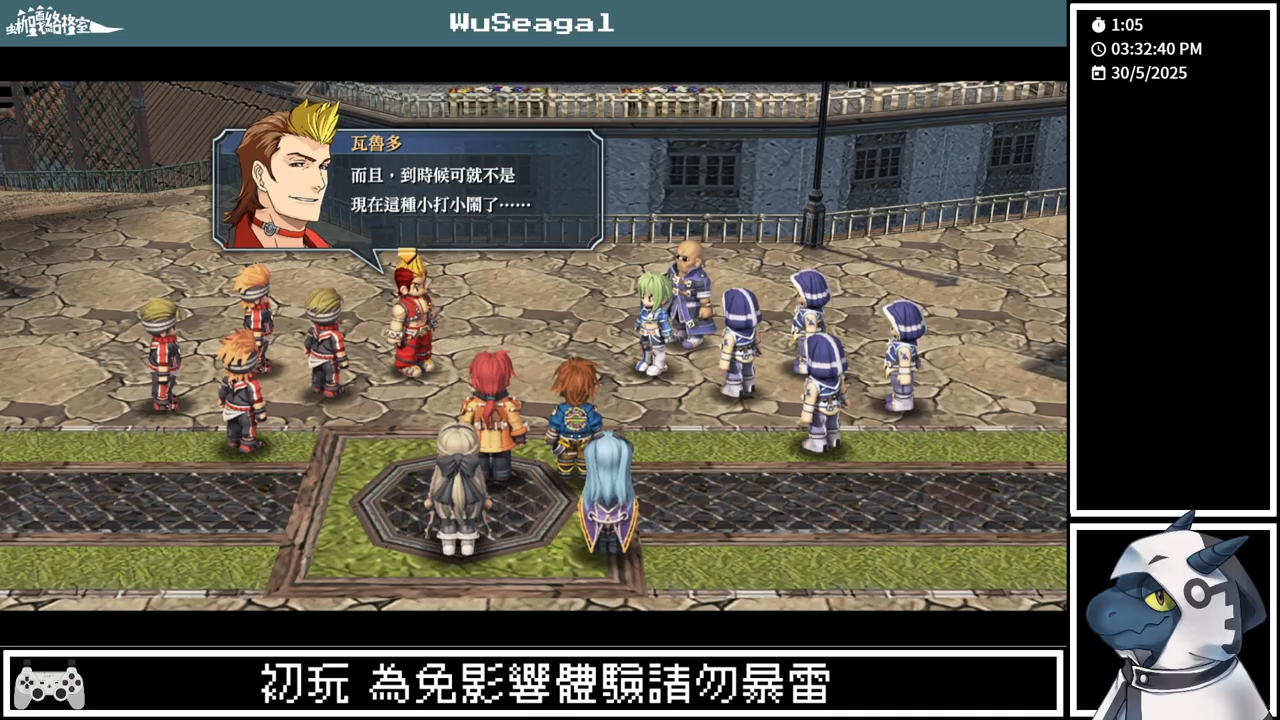 WuSeagal
1:05
03:32:40 PM
30/5/2025
瓦魯多
而且，到時候可就不是
現在這種小打小鬧了⋯⋯
初玩 為免影響體驗請勿暴雷